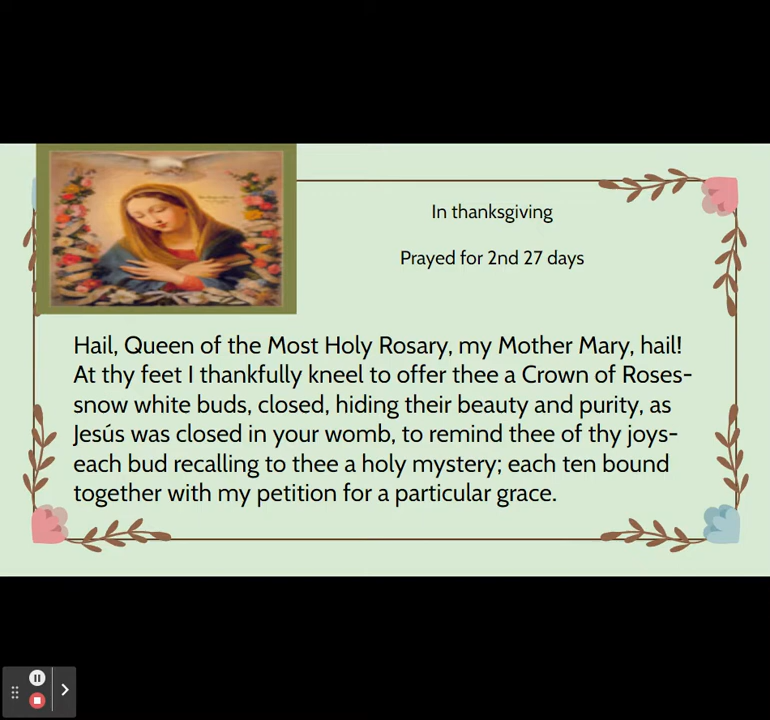 In thanksgiving
Prayed for 2nd 27 days
Hail, Queen of the Most Holy Rosary, my Mother Mary, hail!
At thy feet I thankfully kneel to offer thee a Crown of Roses-
snow white buds, closed, hiding their beauty and purity, as
Jesús was closed in your womb, to remind thee of thy joys-
each bud recalling to thee a holy mystery; each ten bound
together with my petition for a particular grace.